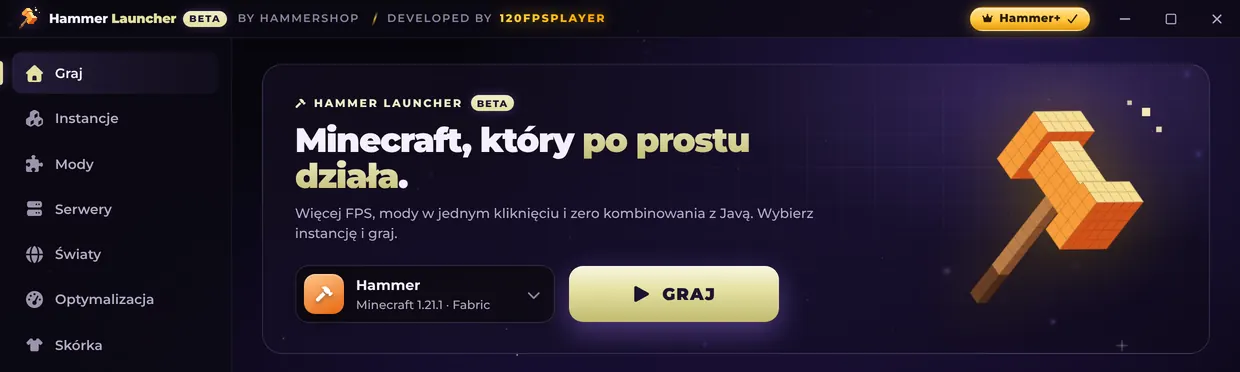 Hammer Launcher BETA BY HAMMERSHOP / DEVELOPED BY 120FPSPLAYER
Hammer+
Graj
Instancje
Mody
Serwery
Światy
Optymalizacja
Skórka
HAMMER LAUNCHER BETA
Minecraft, który po prostu
działa.
Więcej FPS, mody w jednym kliknięciu i zero kombinowania z Javą. Wybierz
instancję i graj.
Hammer
Minecraft 1.21.1 · Fabric
GRAJ